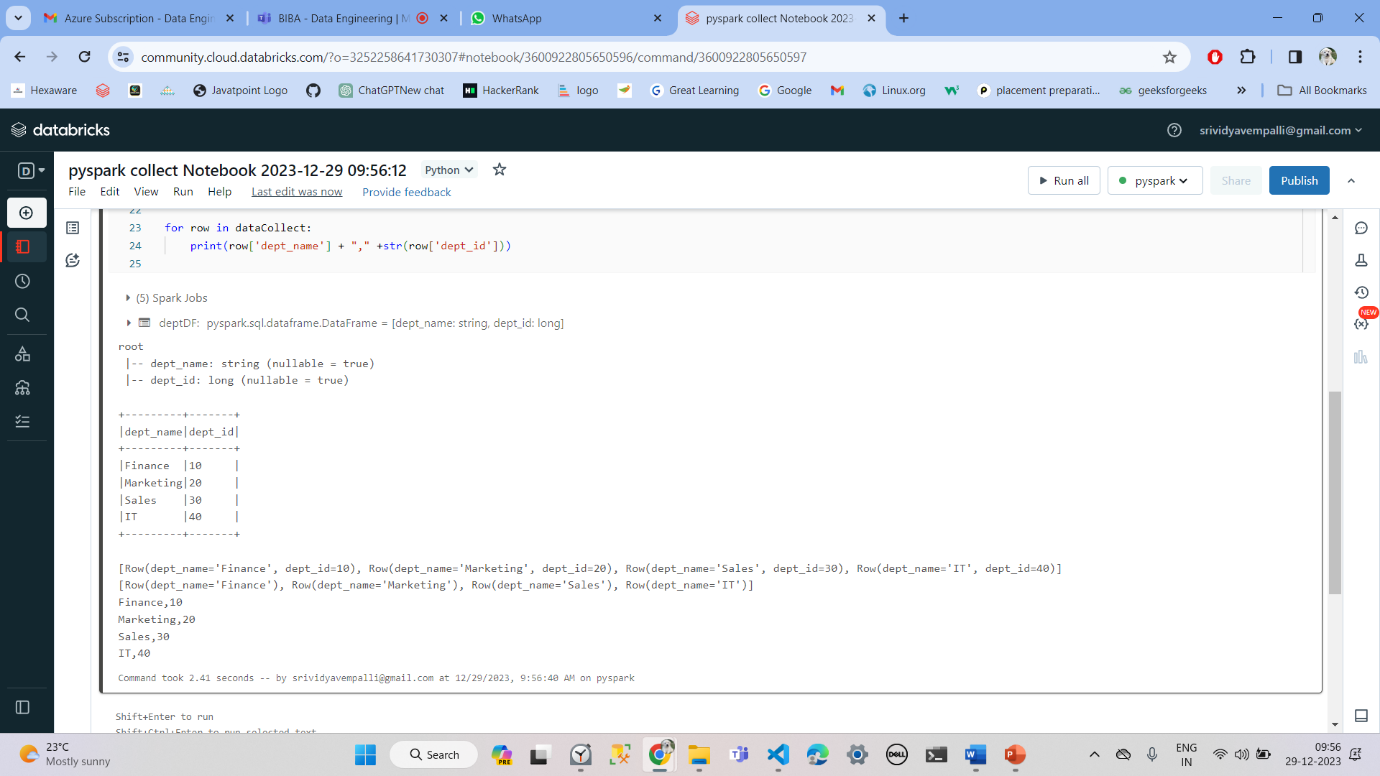 Azure Subscription - Data Engin
BIBA - Data Engineering | M
WhatsApp
pyspark collect Notebook 2023
community.cloud.databricks.com/?o=3252258641730307#notebook/3600922805650596/command/3600922805650597
Hexaware
Javatpoint Logo
ChatGPTNew chat
HackerRank
logo
Great Learning
Google
Linux.org
placement preparati...
geeksforgeeks
All Bookmarks
databricks
srividyavempalli@gmail.com
D
pyspark collect Notebook 2023-12-29 09:56:12
Python
File Edit View Run Help Last edit was now Provide feedback
Run all
pyspark
Share
Publish
22
23 for row in dataCollect:
24 print(row['dept_name'] + "," +str(row['dept_id']))
25
(5) Spark Jobs
deptDF: pyspark.sql.dataframe.DataFrame = [dept_name: string, dept_id: long]
NEW
root
|-- dept_name: string (nullable = true)
|-- dept_id: long (nullable = true)
+---------+-------+
|dept_name|dept_id|
+---------+-------+
|Finance  |10     |
|Marketing|20     |
|Sales    |30     |
|IT       |40     |
+---------+-------+
[Row(dept_name='Finance', dept_id=10), Row(dept_name='Marketing', dept_id=20), Row(dept_name='Sales', dept_id=30), Row(dept_name='IT', dept_id=40)]
[Row(dept_name='Finance'), Row(dept_name='Marketing'), Row(dept_name='Sales'), Row(dept_name='IT')]
Finance,10
Marketing,20
Sales,30
IT,40
Command took 2.41 seconds -- by srividyavempalli@gmail.com at 12/29/2023, 9:56:40 AM on pyspark
Shift+Enter to run
Shift+Ctrl+Enter to run selected text
23°C
Mostly sunny
Search
PRE
DELL
ENG
IN
09:56
29-12-2023